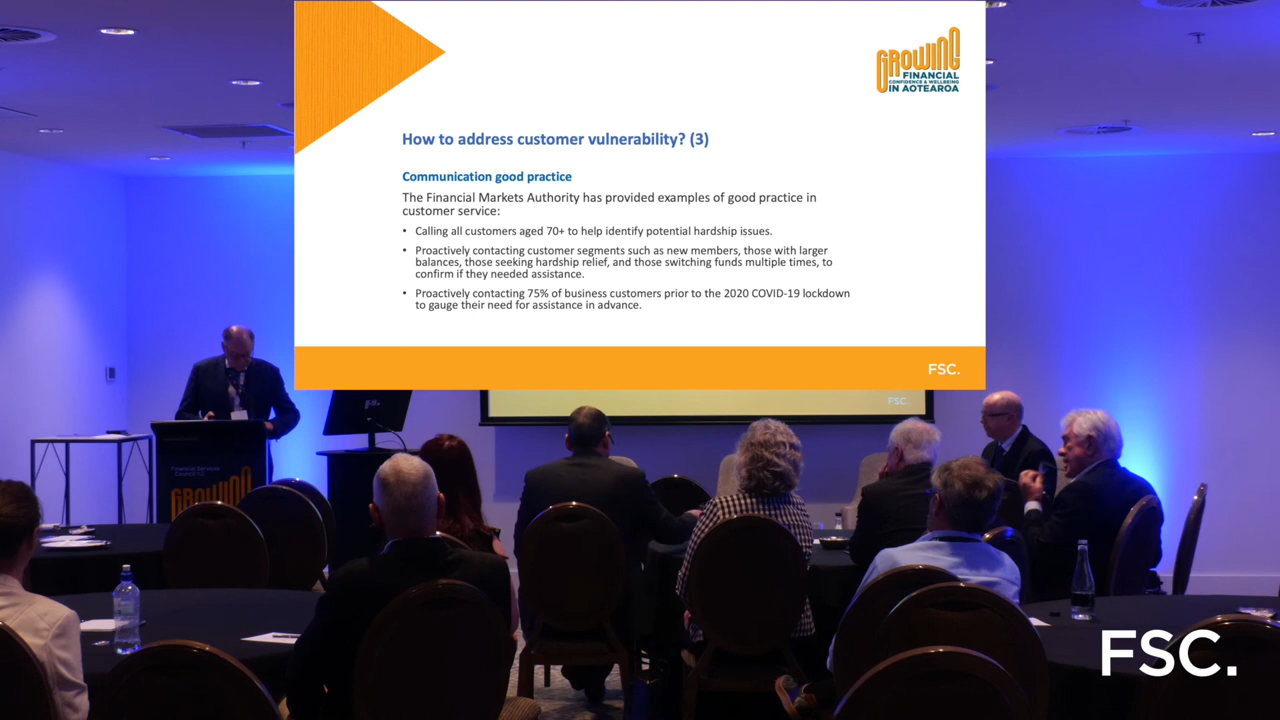 GROWING
FINANCIAL
CONFIDENCE & WELLBEING
IN AOTEAROA
How to address customer vulnerability? (3)
Communication good practice
The Financial Markets Authority has provided examples of good practice in
customer service:
• Calling all customers aged 70+ to help identify potential hardship issues.
• Proactively contacting customer segments such as new members, those with larger
balances, those seeking hardship relief, and those switching funds multiple times, to
confirm if they needed assistance.
• Proactively contacting 75% of business customers prior to the 2020 COVID-19 lockdown
to gauge their need for assistance in advance.
FSC.
FSC.
Financial Services
Council
GROWING
FSC.